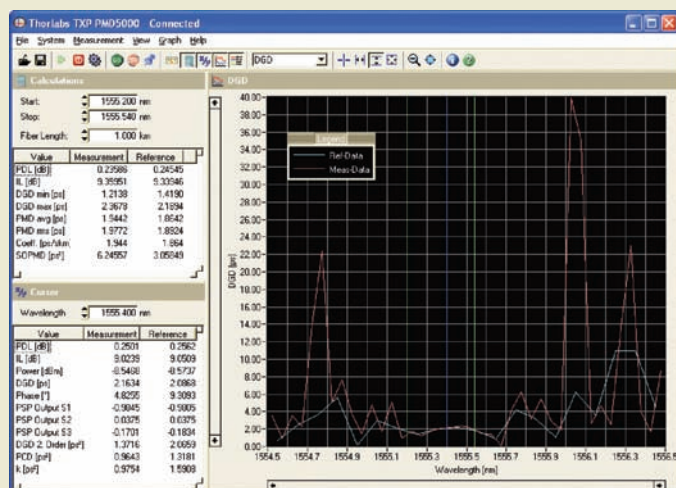 Thorlabs TXP PMD5000 Connected
File System Measurement View Graph Help
DGD
Calculations
Start: 1555.200 nm
Stop: 1555.540 nm
Fiber Length: 1.000 km
Value Measurement Reference
PDL [dB] 0.23586 0.24545
IL [dB] 9.39951 9.33946
DGD min [ps] 1.2138 1.4190
DGD max [ps] 2.3678 2.1894
PMD avg [ps] 1.9442 1.8642
PMD rms [ps] 1.9772 1.8924
Coeff. [ps/√km] 1.944 1.864
SOPMD [ps²] 6.24557 3.05849
Cursor
Wavelength 1555.400 nm
Value Measurement Reference
PDL [dB] 0.2501 0.2562
IL [dB] 9.0239 9.0509
Power [dBm] -8.5468 -8.5737
DGD [ps] 2.1634 2.0868
Phase [°] 4.8255 9.3093
PSP Output S1 -0.9845 -0.9805
PSP Output S2 0.0375 0.0375
PSP Output S3 -0.1701 -0.1834
DGD 2. Order [ps²] 1.3716 2.0659
PCD [ps²] 0.9643 1.3181
k [ps²] 0.9754 1.5908
DGD
Legend
Ref-Data
Meas-Data
DGD [ps]
40.00
38.00
36.00
34.00
32.00
30.00
28.00
26.00
24.00
22.00
20.00
18.00
16.00
14.00
12.00
10.00
8.00
6.00
4.00
2.00
0.00
1554.5 1554.7 1554.9 1555.1 1555.3 1555.5 1555.7 1555.9 1556.1 1556.3 1556.5
Wavelength [nm]